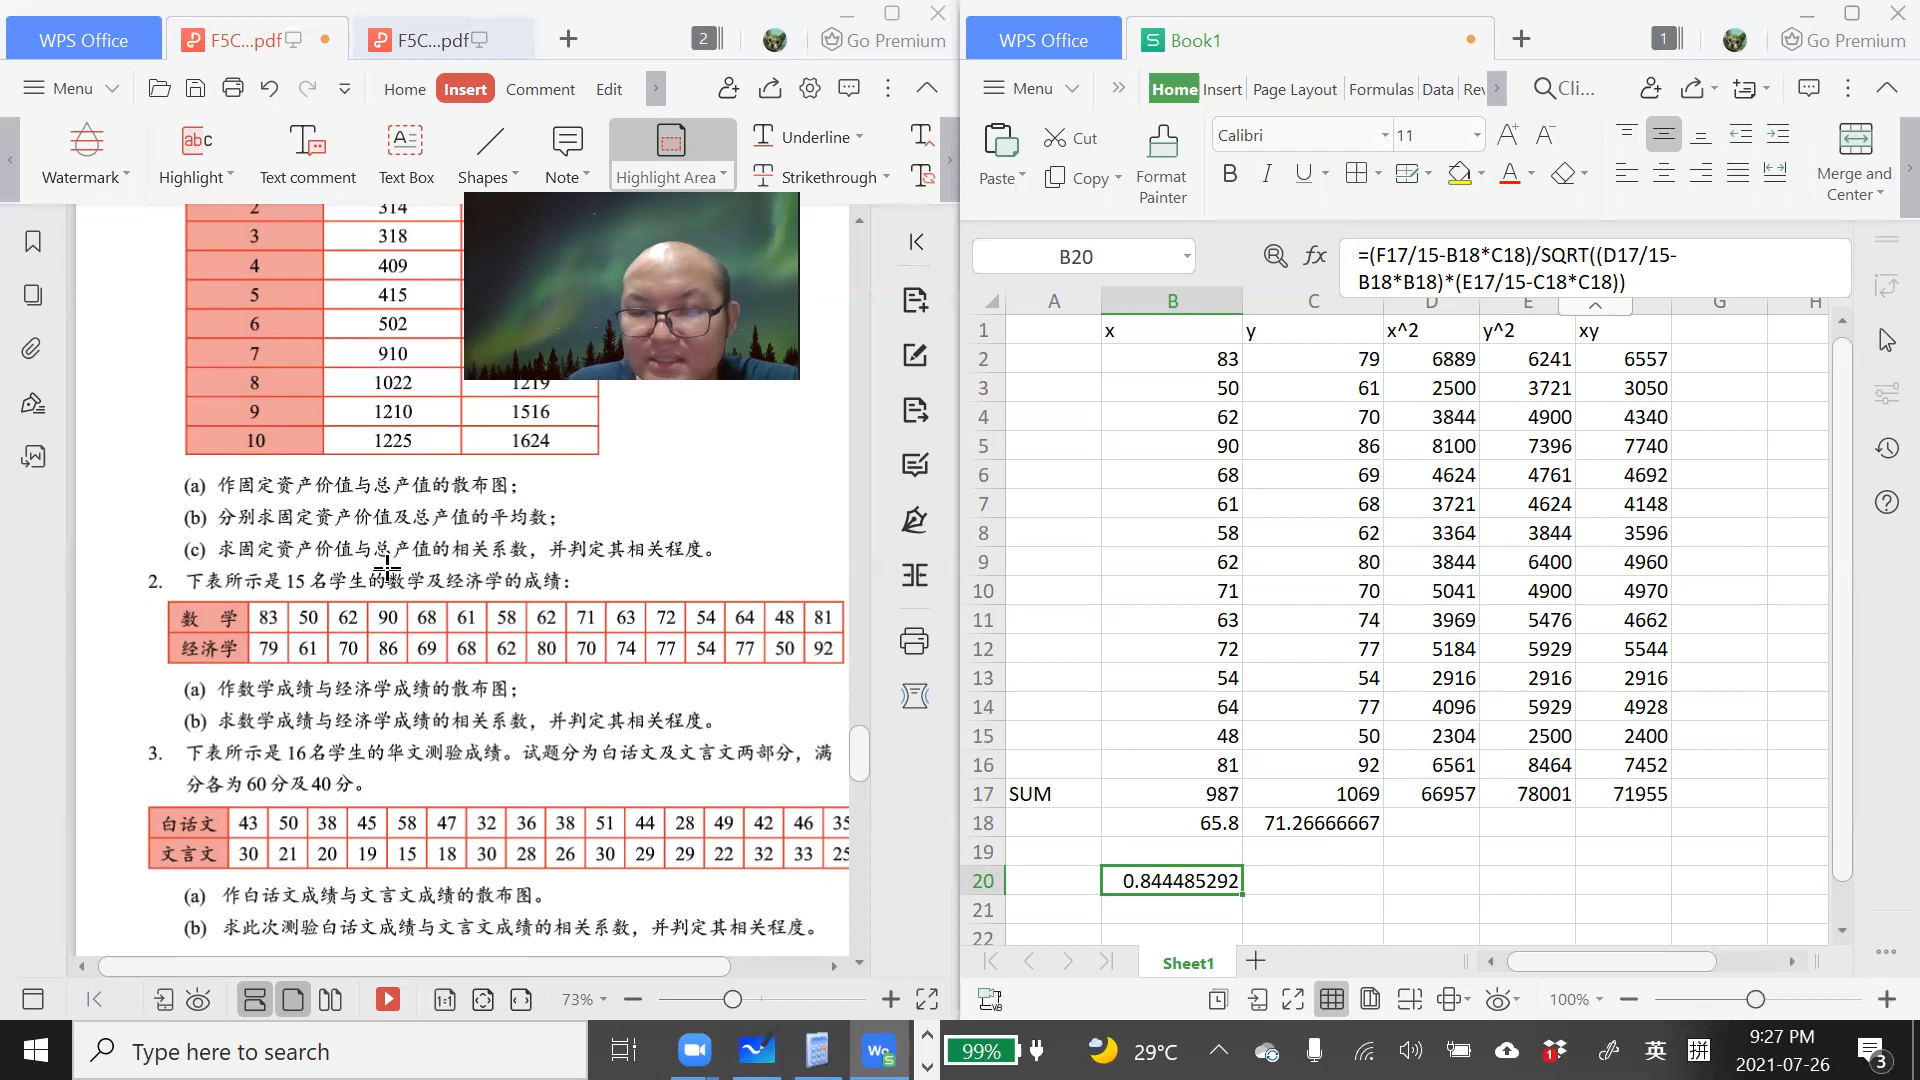 WPS Office
F5C...pdf
F5C...pdf
2
Go Premium
Menu
Home
Insert
Comment
Edit
Watermark
Highlight
Text comment
Text Box
Shapes
Note
Highlight Area
Underline
Strikethrough
2 314
3 318
4 409
5 415
6 502
7 910
8 1022 1219
9 1210 1516
10 1225 1624
(a) 作固定资产价值与总产值的散布图；
(b) 分别求固定资产价值及总产值的平均数；
(c) 求固定资产价值与总产值的相关系数，并判定其相关程度。
2. 下表所示是 15 名学生的数学及经济学的成绩：
数 学 83 50 62 90 68 61 58 62 71 63 72 54 64 48 81
经济学 79 61 70 86 69 68 62 80 70 74 77 54 77 50 92
(a) 作数学成绩与经济学成绩的散布图；
(b) 求数学成绩与经济学成绩的相关系数，并判定其相关程度。
3. 下表所示是 16 名学生的华文测验成绩。试题分为白话文及文言文两部分，满
分各为 60 分及 40 分。
白话文 43 50 38 45 58 47 32 36 38 51 44 28 49 42 46 35
文言文 30 21 20 19 15 18 30 28 26 30 29 29 22 32 33 25
(a) 作白话文成绩与文言文成绩的散布图。
(b) 求此次测验白话文成绩与文言文成绩的相关系数，并判定其相关程度。
73%
WPS Office
Book1
1
Go Premium
Menu
Home
Insert
Page Layout
Formulas
Data
Rev
Cli...
Paste
Cut
Copy
Format
Painter
Calibri
11
Merge and
Center
B20
=(F17/15-B18*C18)/SQRT((D17/15-
B18*B18)*(E17/15-C18*C18))
A B C D E G H
1 x y x^2 y^2 xy
2 83 79 6889 6241 6557
3 50 61 2500 3721 3050
4 62 70 3844 4900 4340
5 90 86 8100 7396 7740
6 68 69 4624 4761 4692
7 61 68 3721 4624 4148
8 58 62 3364 3844 3596
9 62 80 3844 6400 4960
10 71 70 5041 4900 4970
11 63 74 3969 5476 4662
12 72 77 5184 5929 5544
13 54 54 2916 2916 2916
14 64 77 4096 5929 4928
15 48 50 2304 2500 2400
16 81 92 6561 8464 7452
17 SUM 987 1069 66957 78001 71955
18 65.8 71.26666667
19
20 0.844485292
21
22
Sheet1
100%
Type here to search
99%
29°C
英
拼
9:27 PM
2021-07-26
3